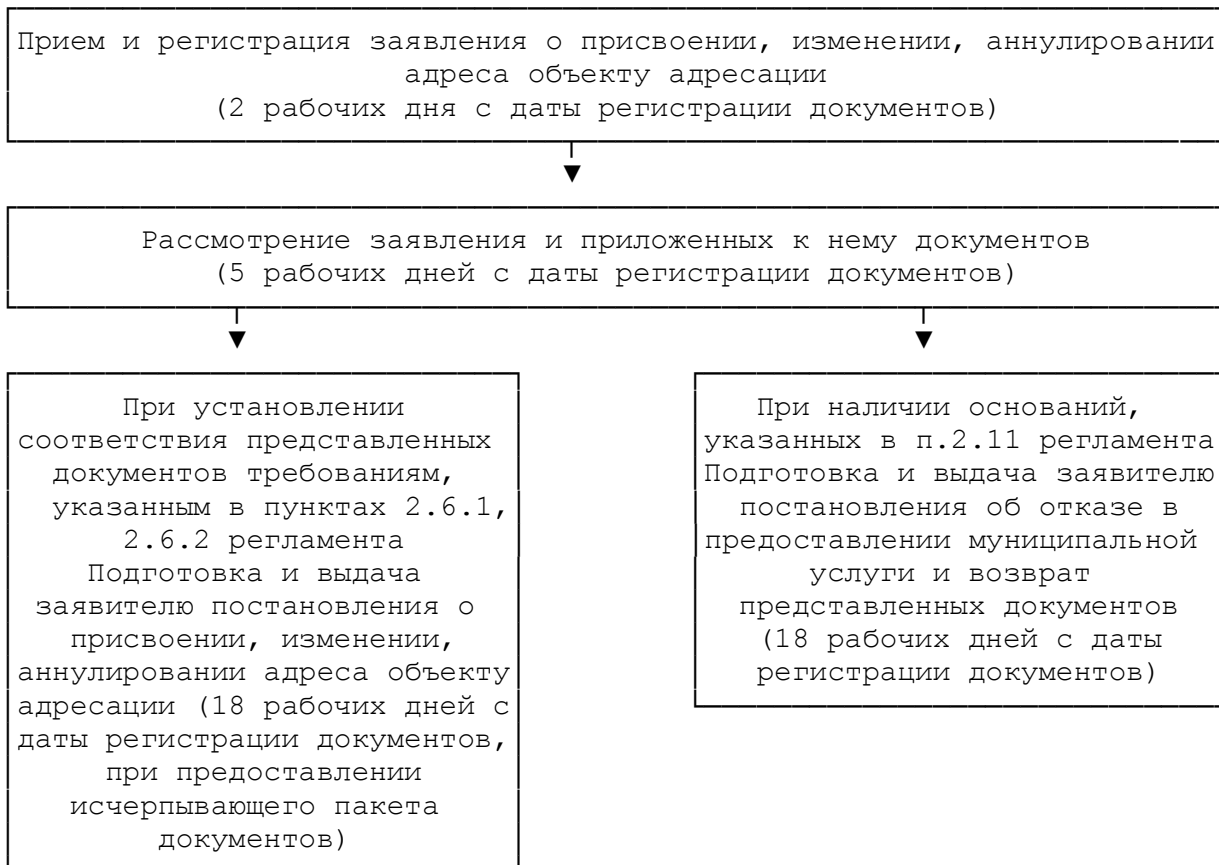 Прием и регистрация заявления о присвоении, изменении, аннулировании
адреса объекту адресации
(2 рабочих дня с даты регистрации документов)
Рассмотрение заявления и приложенных к нему документов
(5 рабочих дней с даты регистрации документов)
При установлении
соответствия представленных
документов требованиям,
указанным в пунктах 2.6.1,
2.6.2 регламента
Подготовка и выдача
заявителю постановления о
присвоении, изменении,
аннулировании адреса объекту
адресации (18 рабочих дней с
даты регистрации документов,
при предоставлении
исчерпывающего пакета
документов)
При наличии оснований,
указанных в п.2.11 регламента
Подготовка и выдача заявителю
постановления об отказе в
предоставлении муниципальной
услуги и возврат
представленных документов
(18 рабочих дней с даты
регистрации документов)